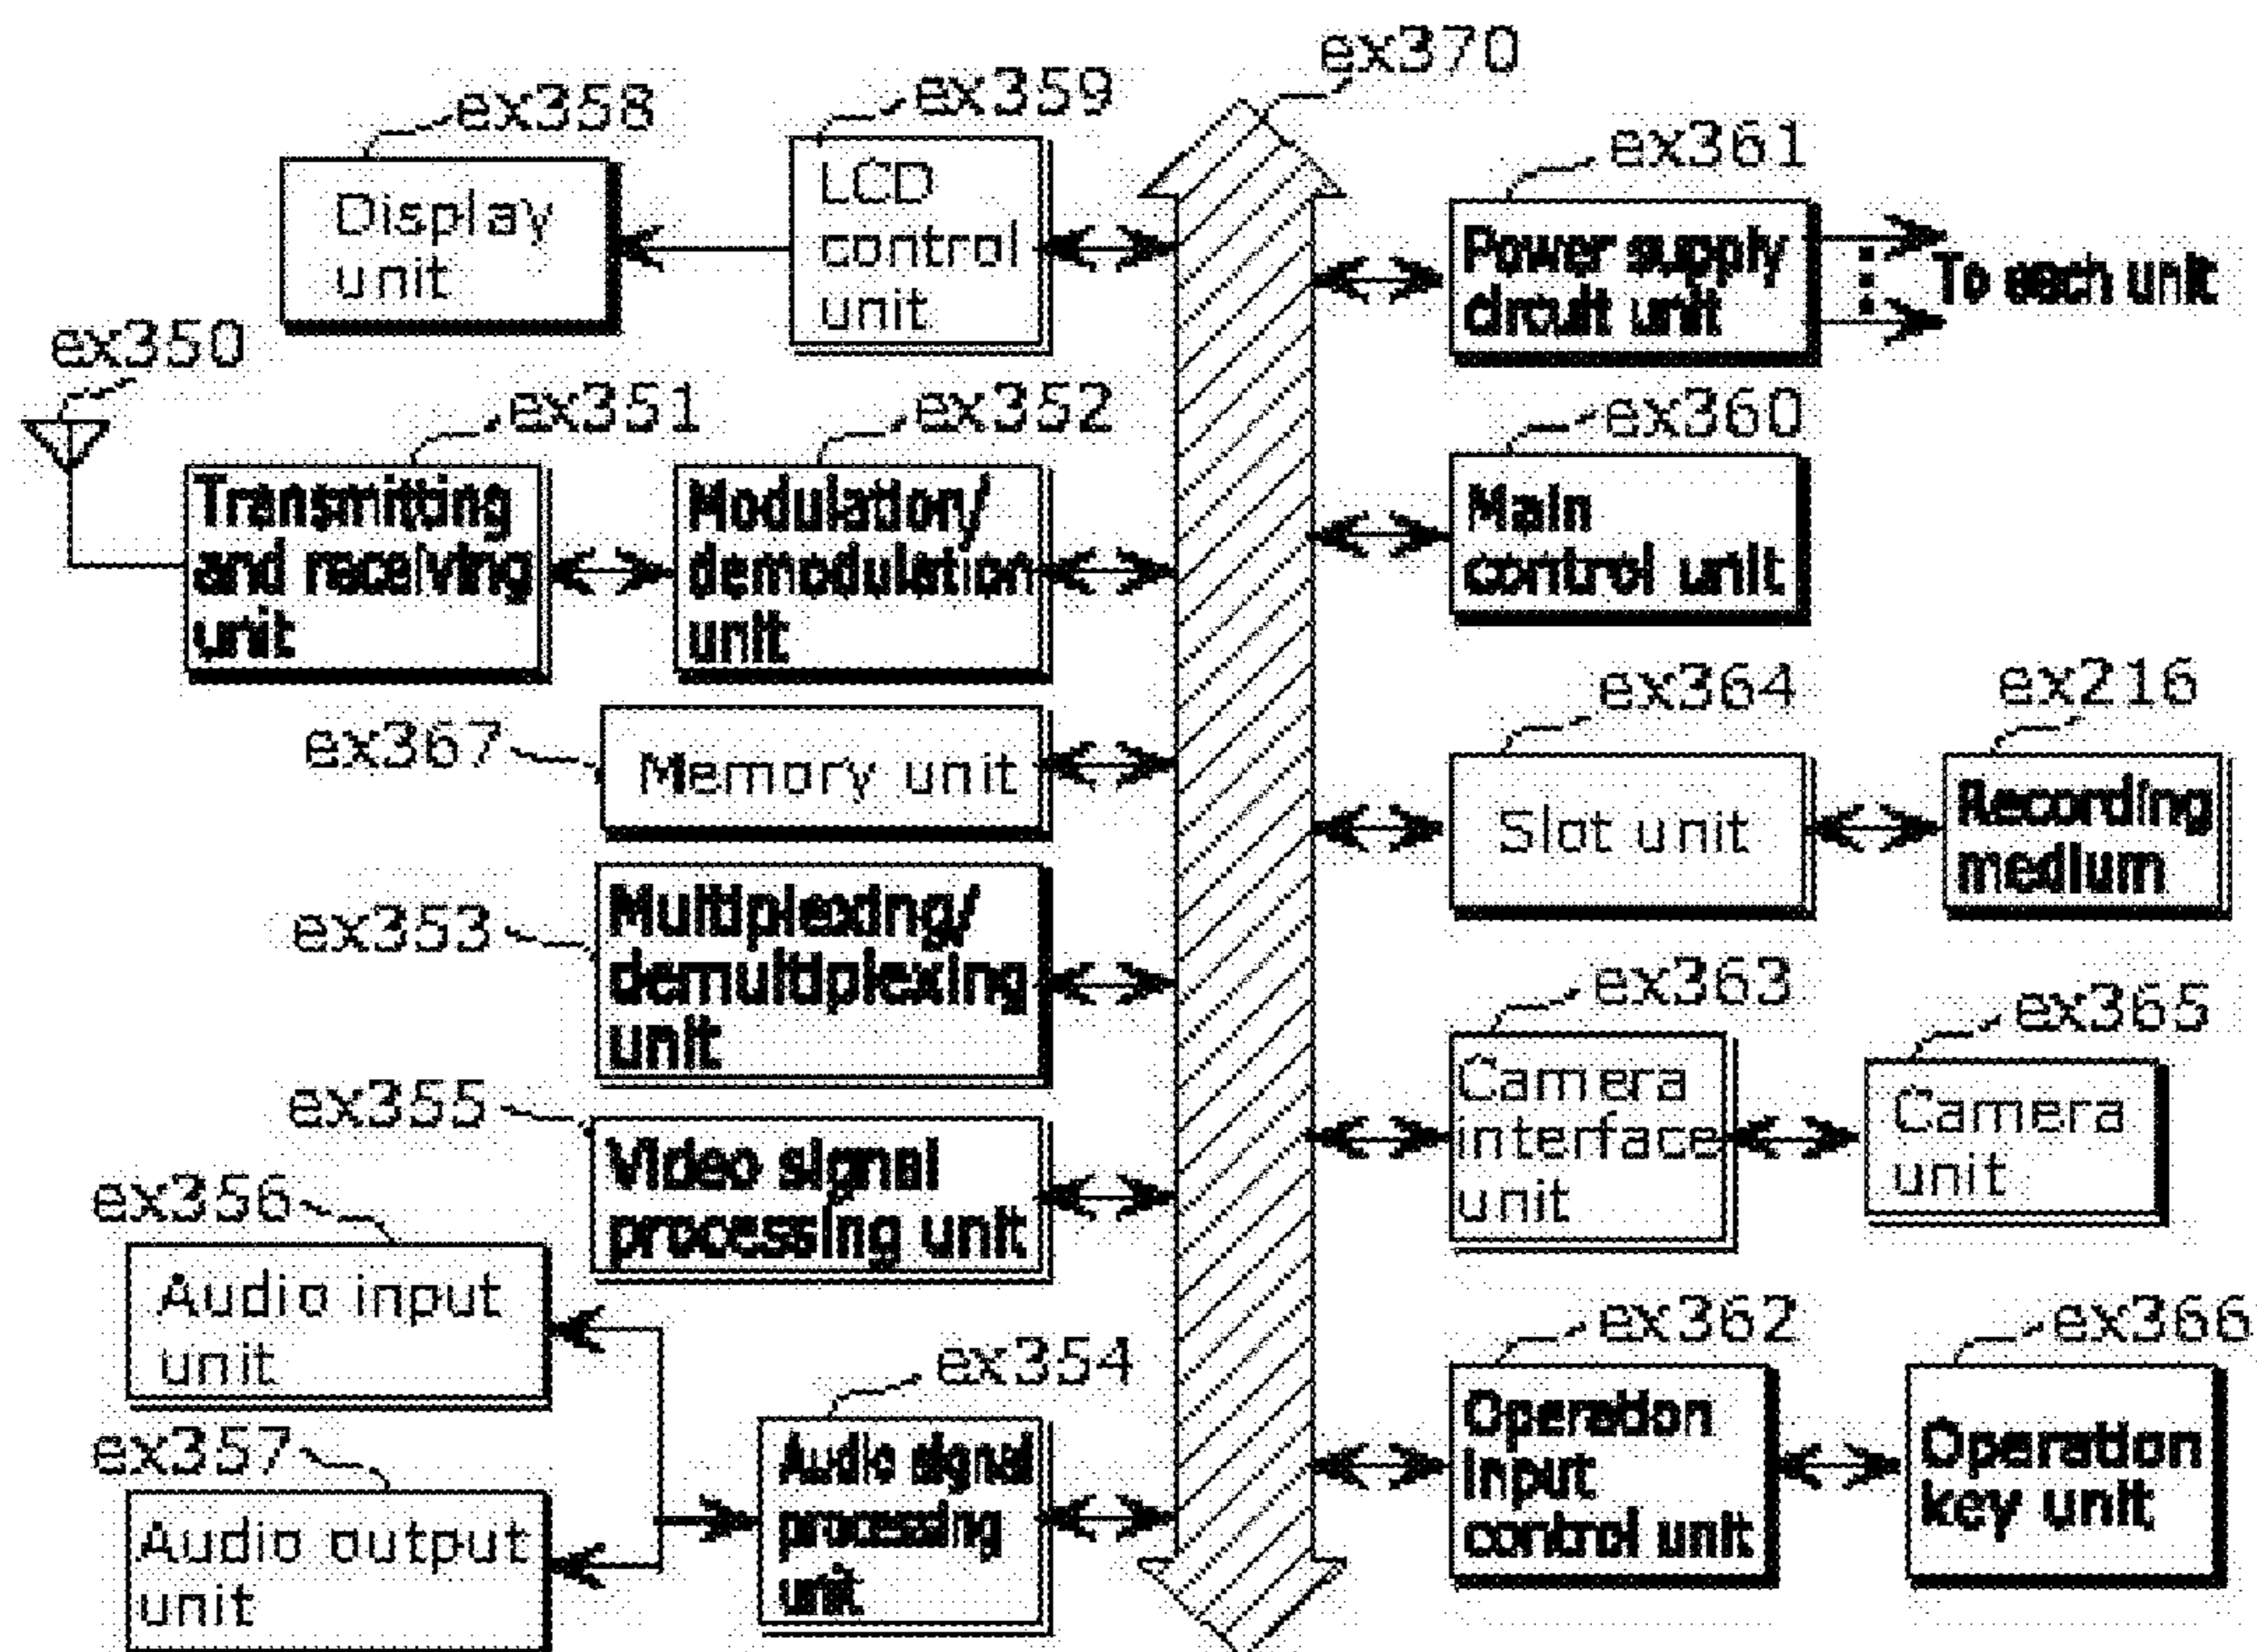 ex370
ex358
ex359
ex361
Display
unit
LCD
control
unit
Power supply
circuit unit
To each unit
ex350
ex351
ex352
ex360
Transmitting
and receiving
unit
Modulation/
demodulation
unit
Main
control unit
ex367
Memory unit
ex364
ex216
Slot unit
Recording
medium
ex353
Multiplexing/
demultiplexing
unit
ex363
ex365
Camera
interface
unit
Camera
unit
ex355
Video signal
processing unit
ex356
Audio input
unit
ex354
ex362
ex366
ex357
Audio output
unit
Audio signal
processing
unit
Operation
input
control unit
Operation
key unit